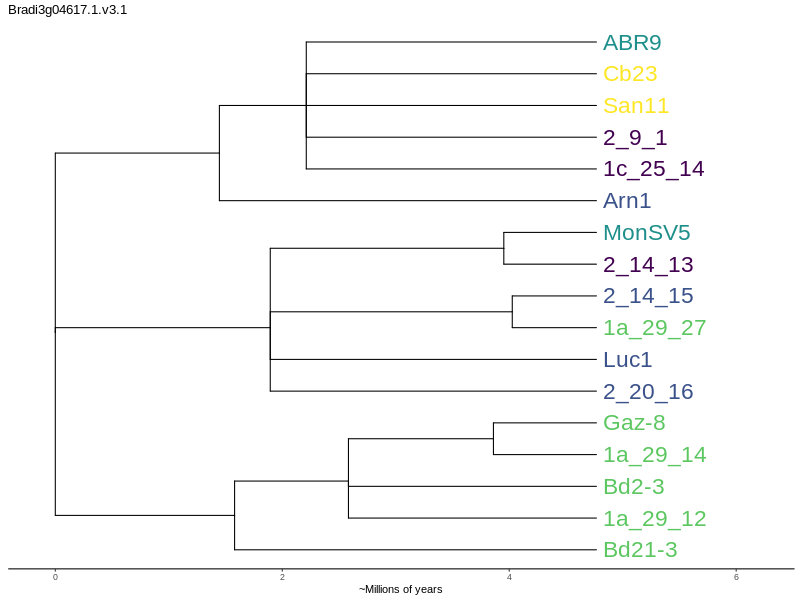 Bradi3g04617.1.v3.1
ABR9
Cb23
San11
2_9_1
1c_25_14
Arn1
MonSV5
2_14_13
2_14_15
1a_29_27
Luc1
2_20_16
Gaz-8
1a_29_14
Bd2-3
1a_29_12
Bd21-3
0 2 4 6
~Millions of years